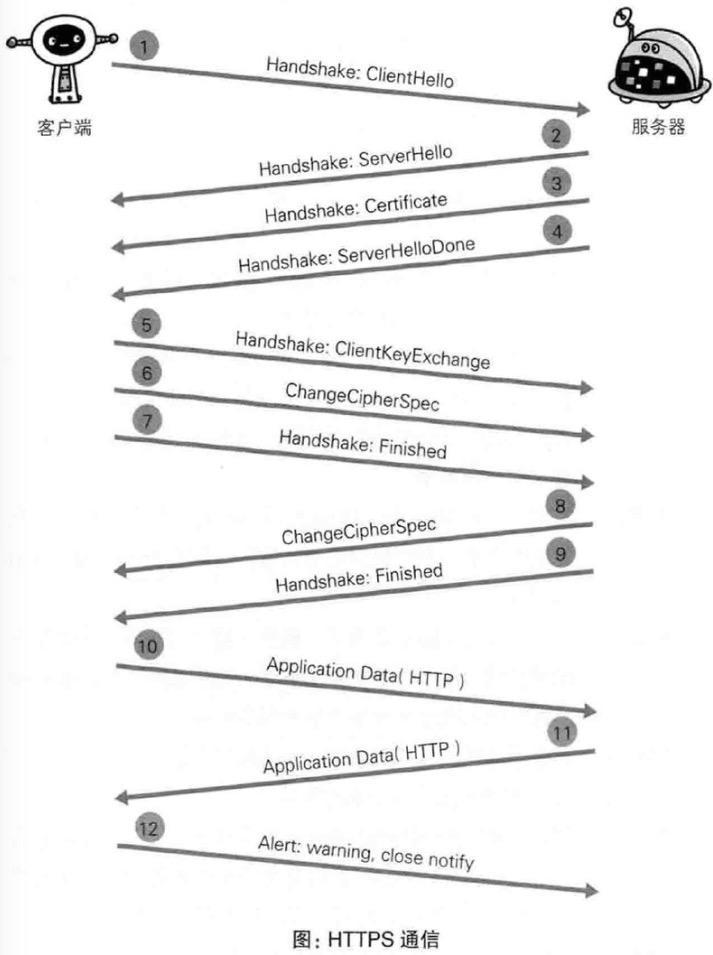 客户端
服务器
1
Handshake: ClientHello
2
Handshake: ServerHello
3
Handshake: Certificate
4
Handshake: ServerHelloDone
5
Handshake: ClientKeyExchange
6
ChangeCipherSpec
7
Handshake: Finished
8
ChangeCipherSpec
9
Handshake: Finished
10
Application Data( HTTP )
11
Application Data( HTTP )
12
Alert: warning, close notify
图：HTTPS 通信